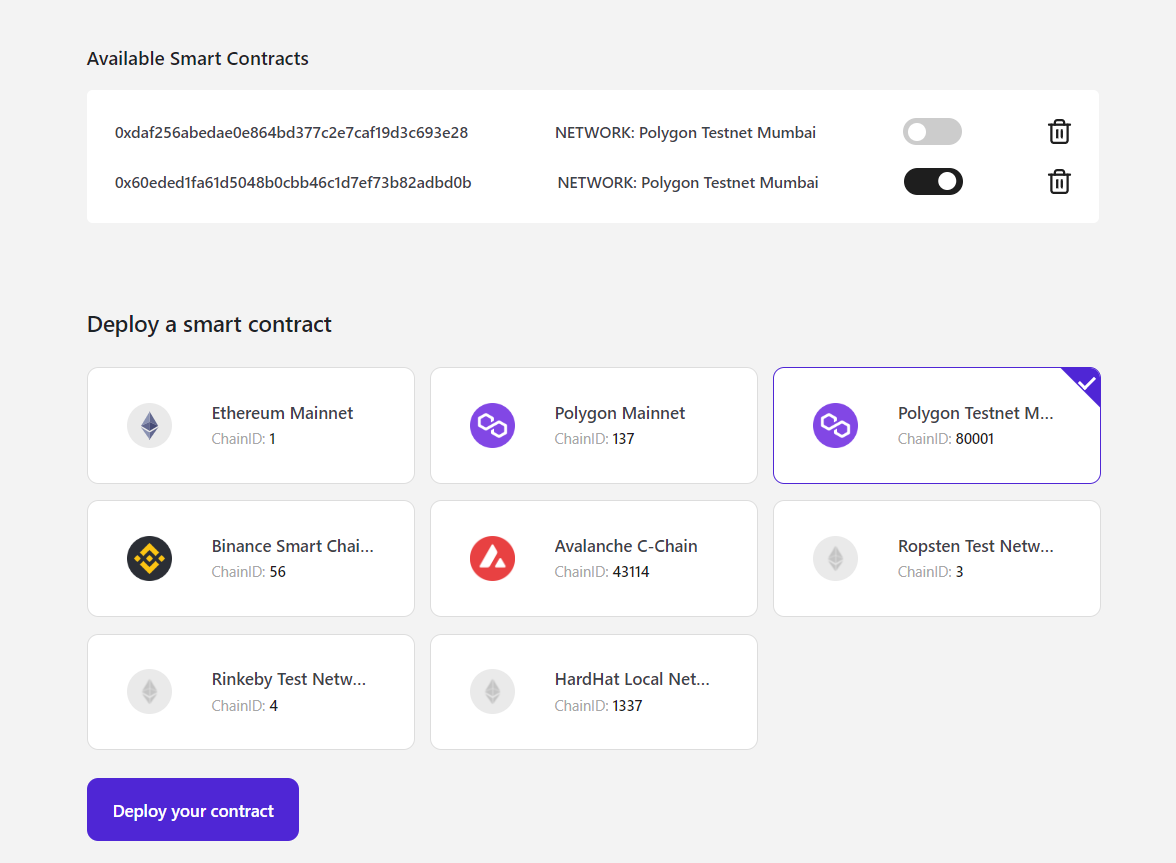 Available Smart Contracts
0xdaf256abedae0e864bd377c2e7caf19d3c693e28 NETWORK: Polygon Testnet Mumbai
0x60eded1fa61d5048b0cbb46c1d7ef73b82adbd0b NETWORK: Polygon Testnet Mumbai
Deploy a smart contract
Ethereum Mainnet
ChainID: 1
Polygon Mainnet
ChainID: 137
Polygon Testnet M...
ChainID: 80001
Binance Smart Chai...
ChainID: 56
Avalanche C-Chain
ChainID: 43114
Ropsten Test Netw...
ChainID: 3
Rinkeby Test Netw...
ChainID: 4
HardHat Local Net...
ChainID: 1337
Deploy your contract